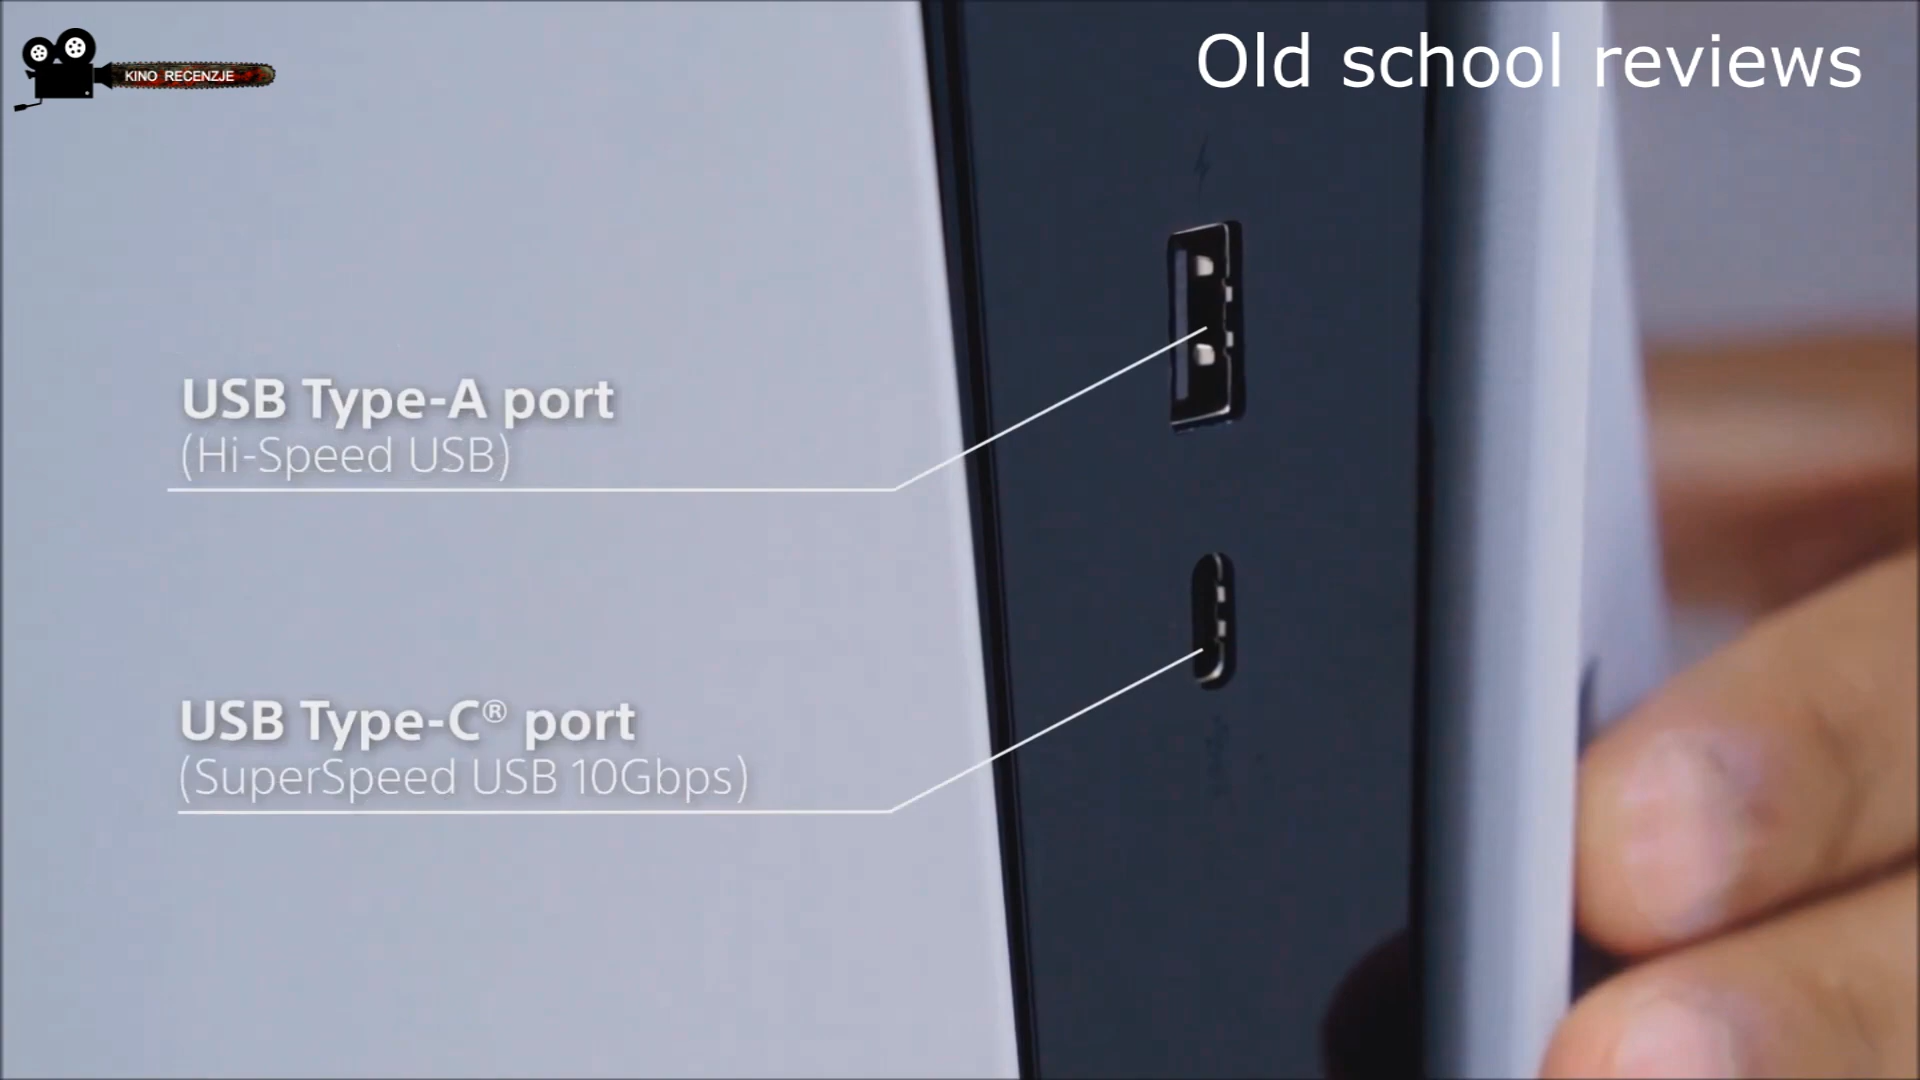 KINO RECENZJE
Old school reviews
USB Type-A port
(Hi-Speed USB)
USB Type-C® port
(SuperSpeed USB 10Gbps)